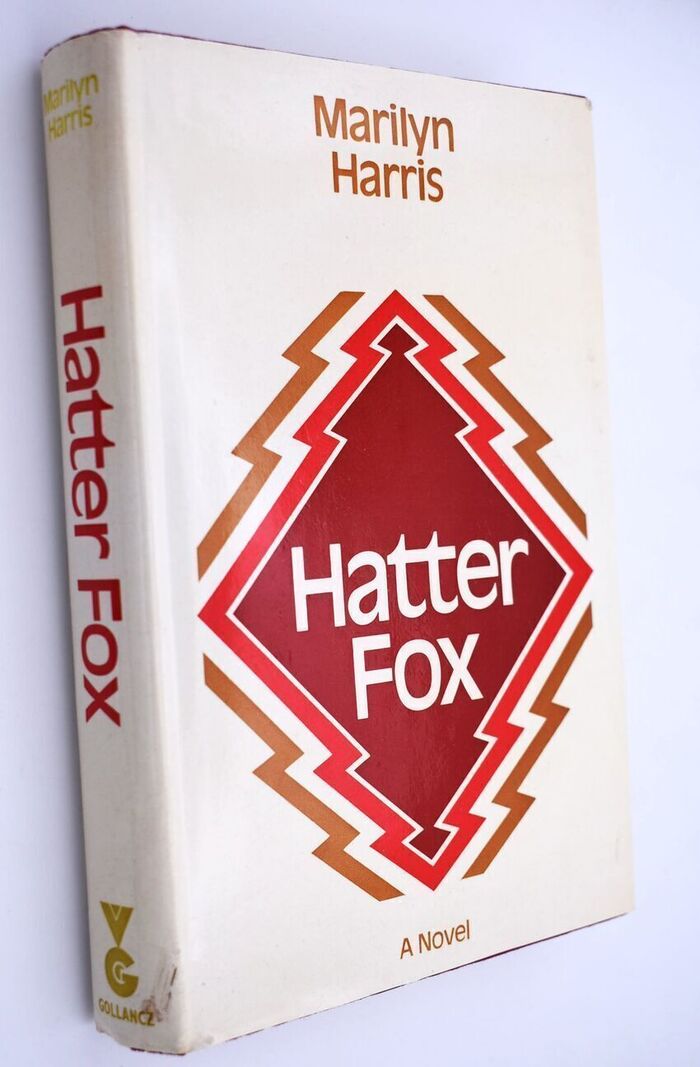 Marilyn
Harris
Hatter Fox
VG
GOLLANCZ
Marilyn
Harris
Hatter
Fox
A Novel